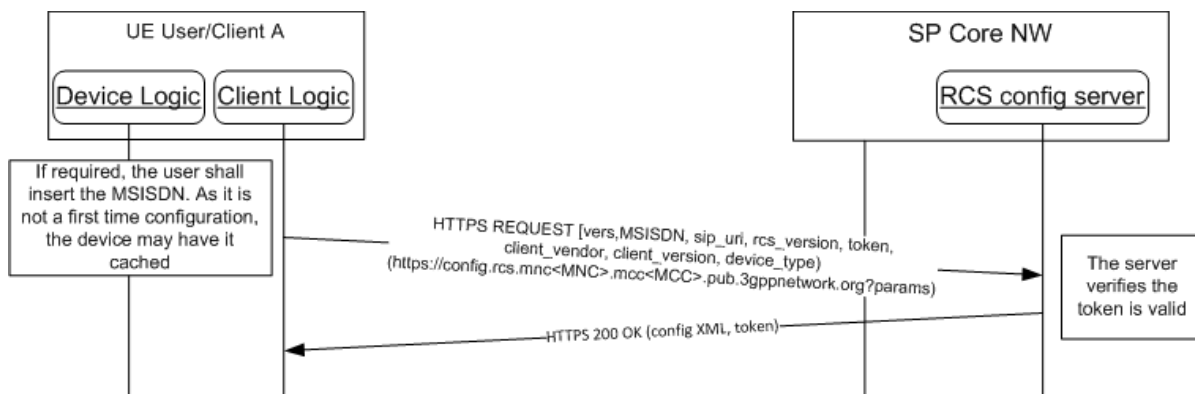 UE User/Client A
SP Core NW
Device Logic
Client Logic
RCS config server
If required, the user shall
insert the MSISDN. As it is
not a first time configuration,
the device may have it
cached
HTTPS REQUEST [vers,MSISDN, sip_uri, rcs_version, token,
client_vendor, client_version, device_type)
(https://config.rcs.mnc<MNC>.mcc<MCC>.pub.3gppnetwork.org?params)
The server
verifies the
token is valid
HTTPS 200 OK (config XML, token)